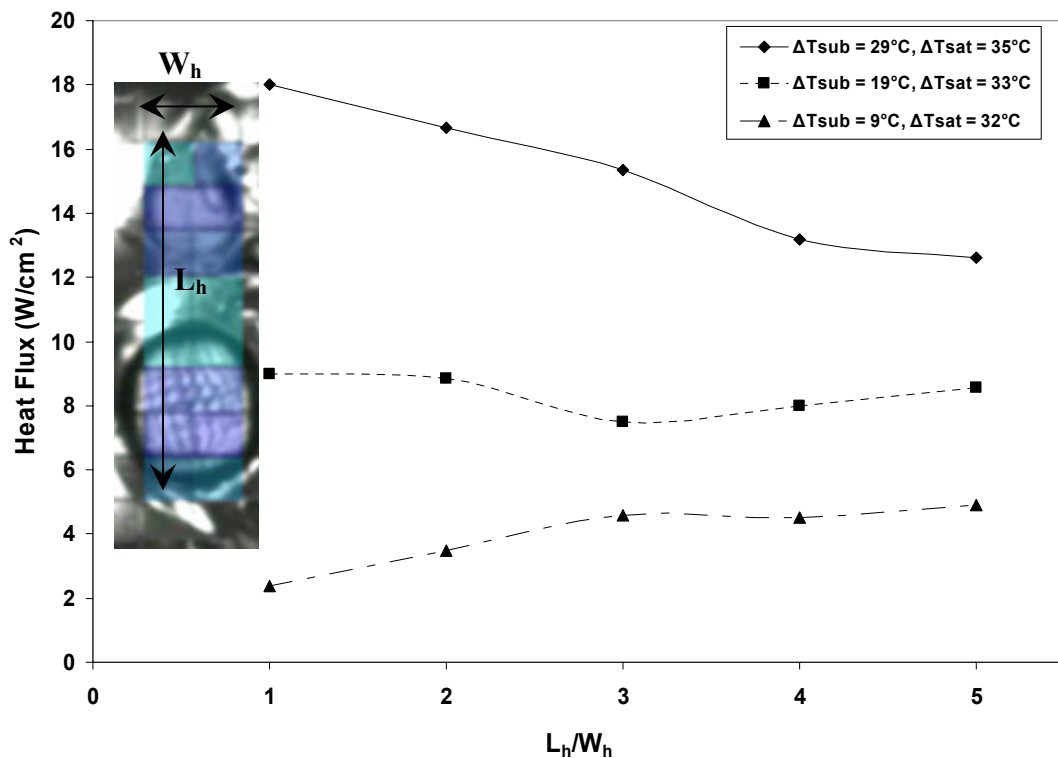 20
18
16
14
12
10
8
6
4
2
0
Heat Flux (W/cm²)
Wₕ
Lₕ
ΔTsub = 29°C, ΔTsat = 35°C
ΔTsub = 19°C, ΔTsat = 33°C
ΔTsub = 9°C, ΔTsat = 32°C
0 1 2 3 4 5
Lₕ/Wₕ